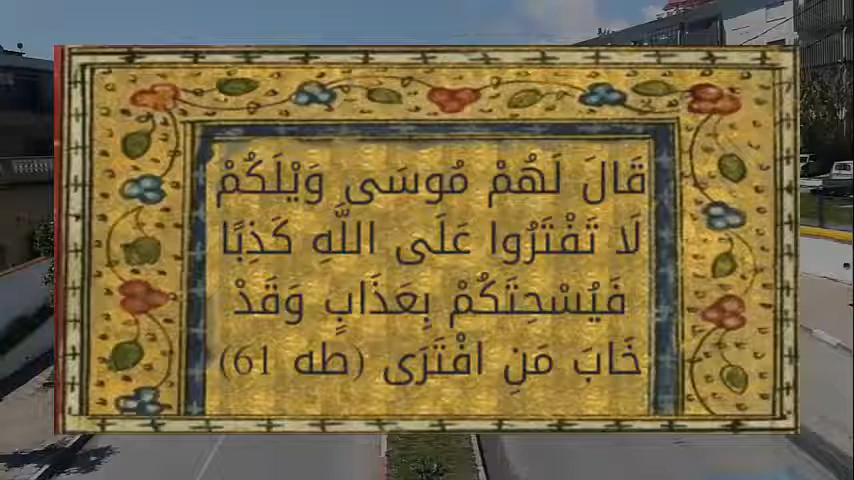 قَالَ لَهُمْ مُوسَى وَيْلَكُمْ
لَا تَفْتَرُوا عَلَى اللَّهِ كَذِبًا
فَيُسْحِتَكُمْ بِعَذَابٍ وَقَدْ
خَابَ مَنِ افْتَرَى (طه 61)